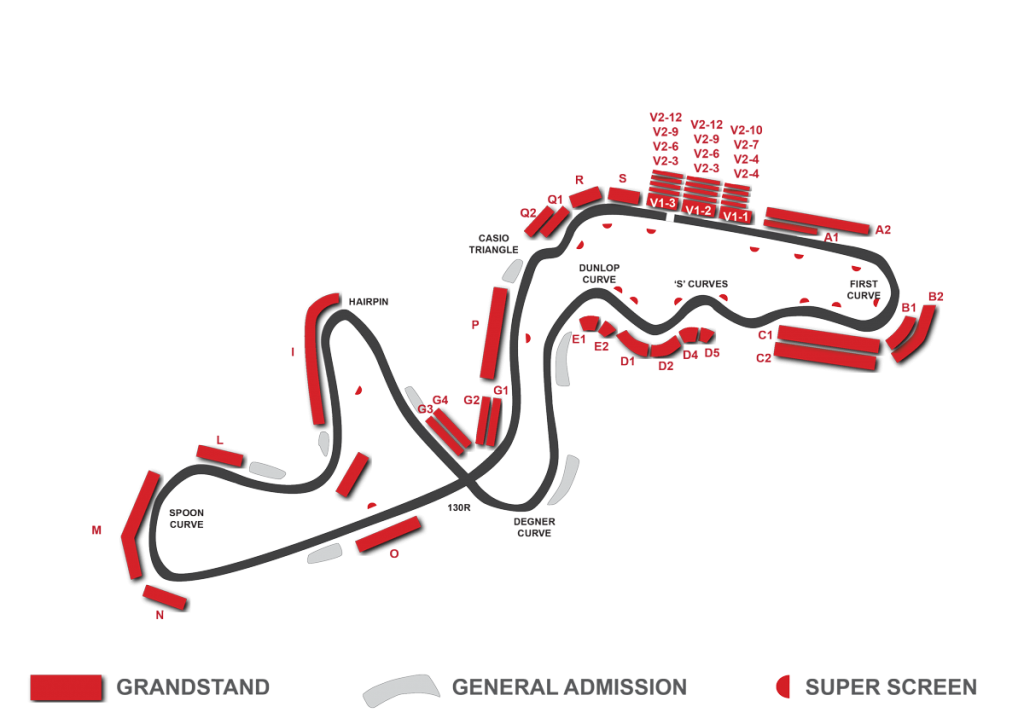 V2-12
V2-9
V2-6
V2-3
V2-12
V2-9
V2-6
V2-3
V2-10
V2-7
V2-4
V2-4
V1-3
V1-2
V1-1
R
S
Q1
Q2
A1
A2
CASIO
TRIANGLE
DUNLOP
CURVE
‘S’ CURVES
FIRST
CURVE
B1
B2
HAIRPIN
P
I
E1
E2
D1
D2
D4
D5
C1
C2
G1
G2
G4
G3
L
M
SPOON
CURVE
130R
DEGNER
CURVE
O
N
GRANDSTAND
GENERAL ADMISSION
SUPER SCREEN